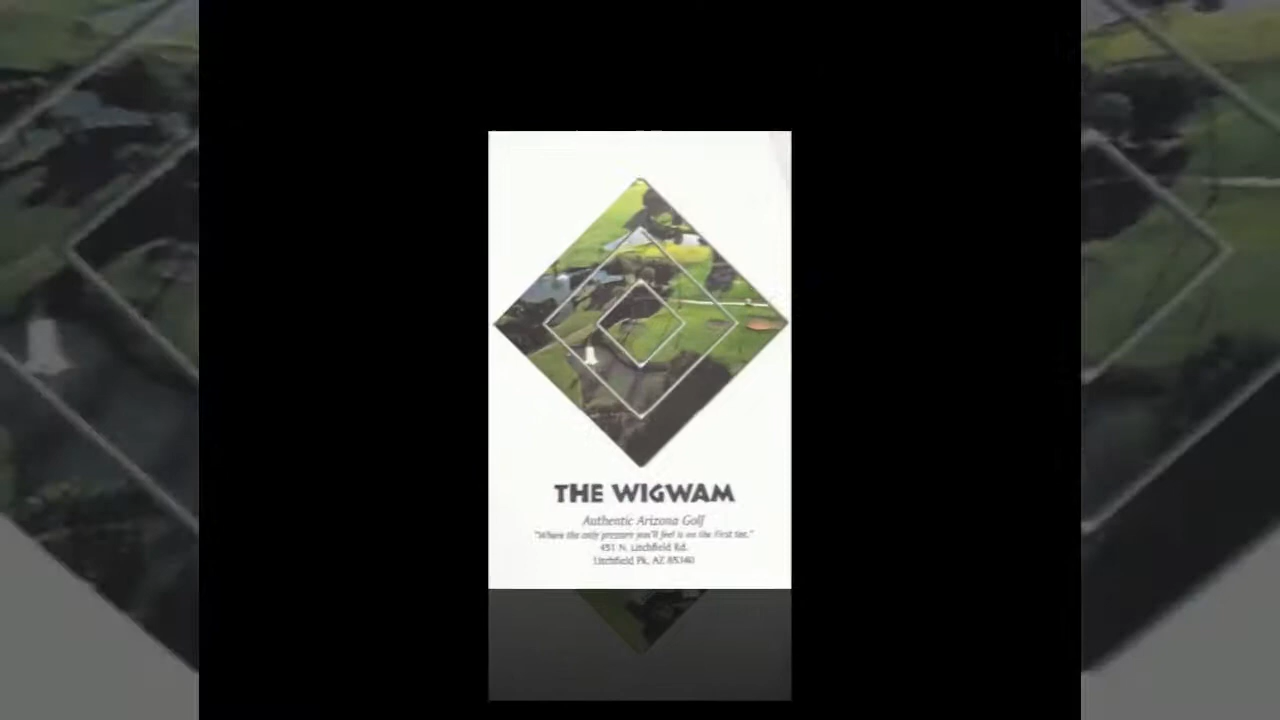 THE WIGWAM
Authentic Arizona Golf
"Where the only pressure you'll feel is on the First tee."
451 N. Litchfield Rd.
Litchfield Pk, AZ 85340